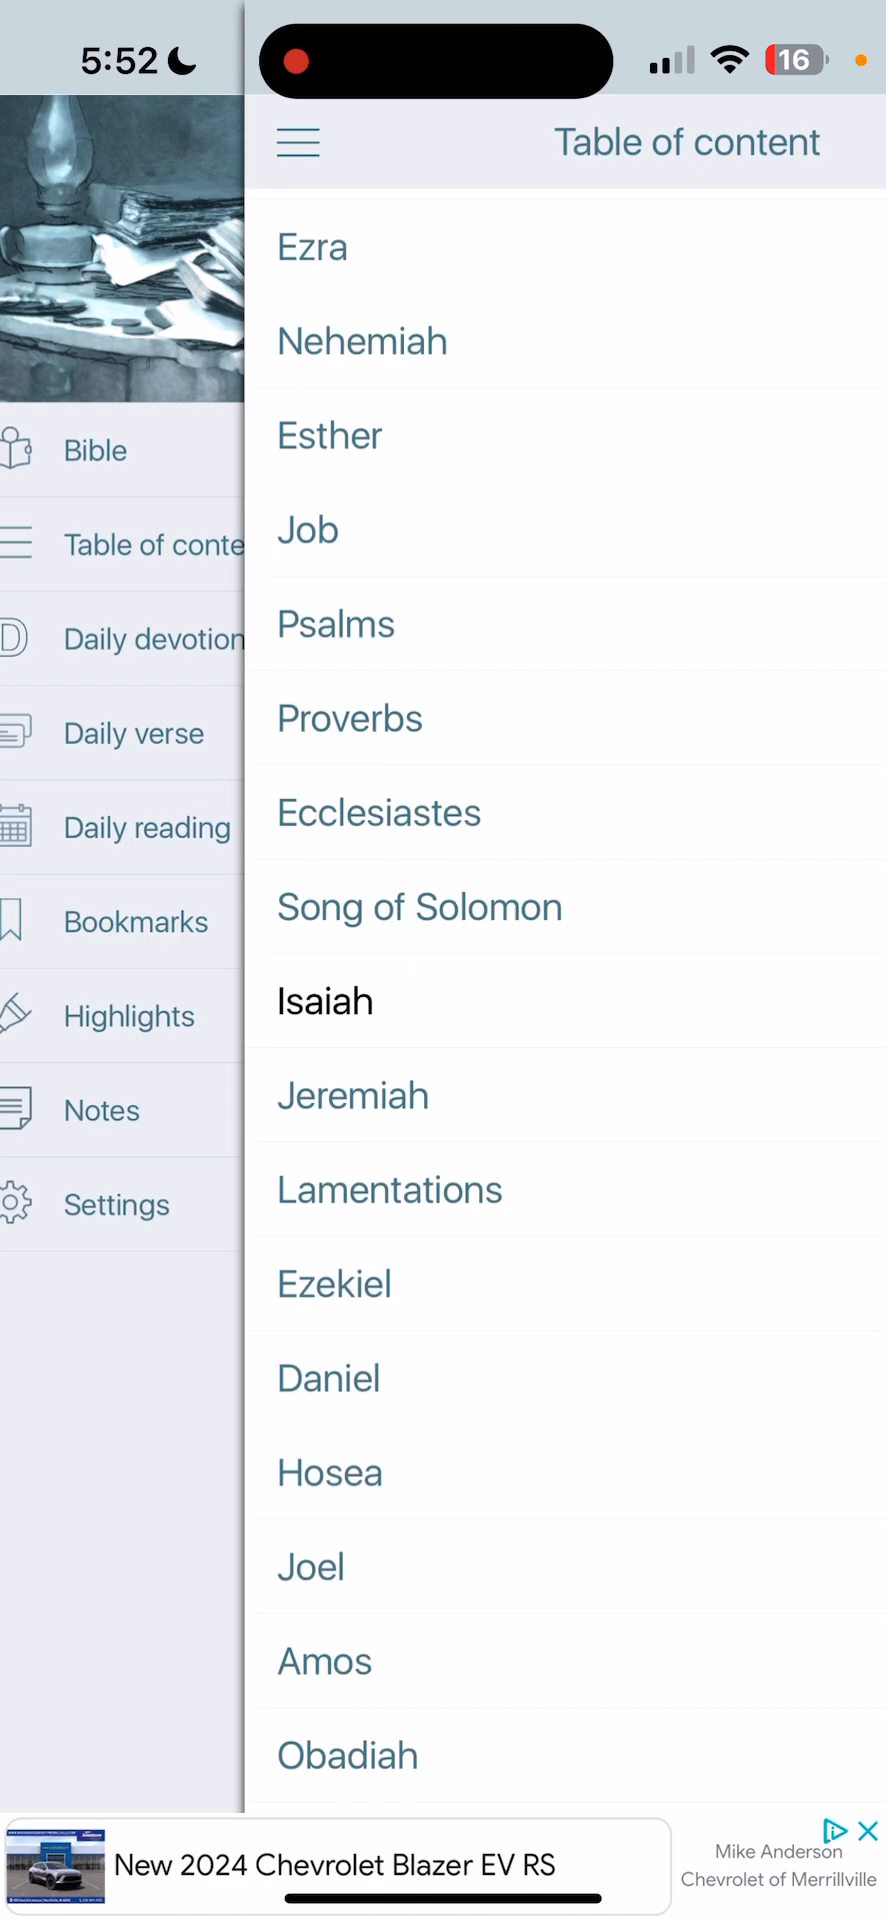 5:52
16
Table of content
Bible
Table of conte
Daily devotion
Daily verse
Daily reading
Bookmarks
Highlights
Notes
Settings
Ezra
Nehemiah
Esther
Job
Psalms
Proverbs
Ecclesiastes
Song of Solomon
Isaiah
Jeremiah
Lamentations
Ezekiel
Daniel
Hosea
Joel
Amos
Obadiah
New 2024 Chevrolet Blazer EV RS
Mike Anderson
Chevrolet of Merrillville